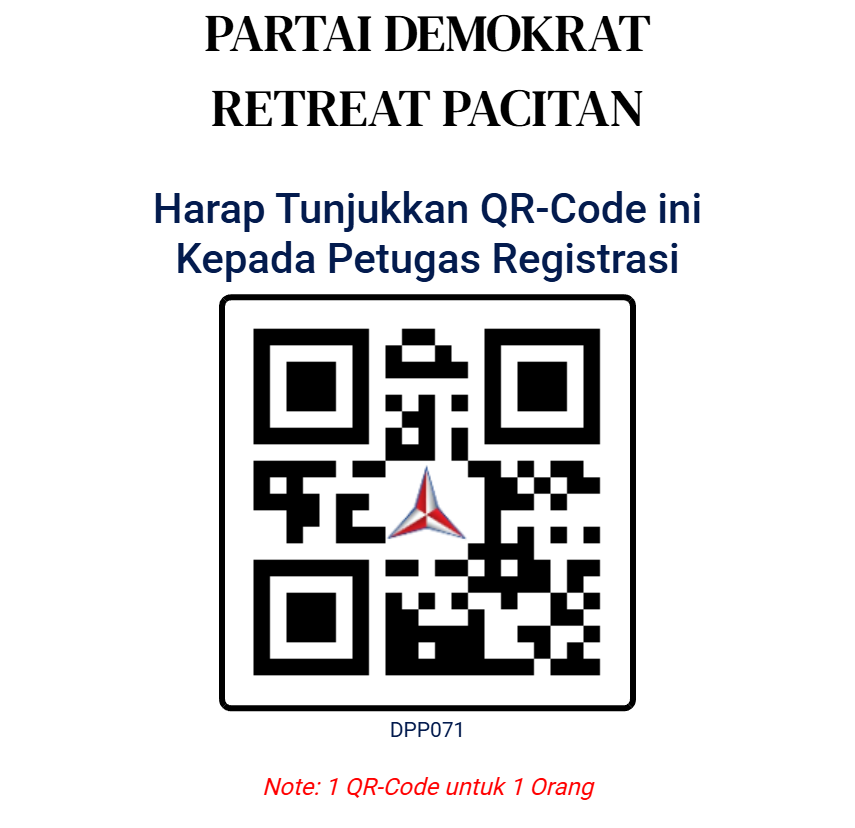 PARTAI DEMOKRAT
RETREAT PACITAN
Harap Tunjukkan QR-Code ini
Kepada Petugas Registrasi
DPP071
Note: 1 QR-Code untuk 1 Orang